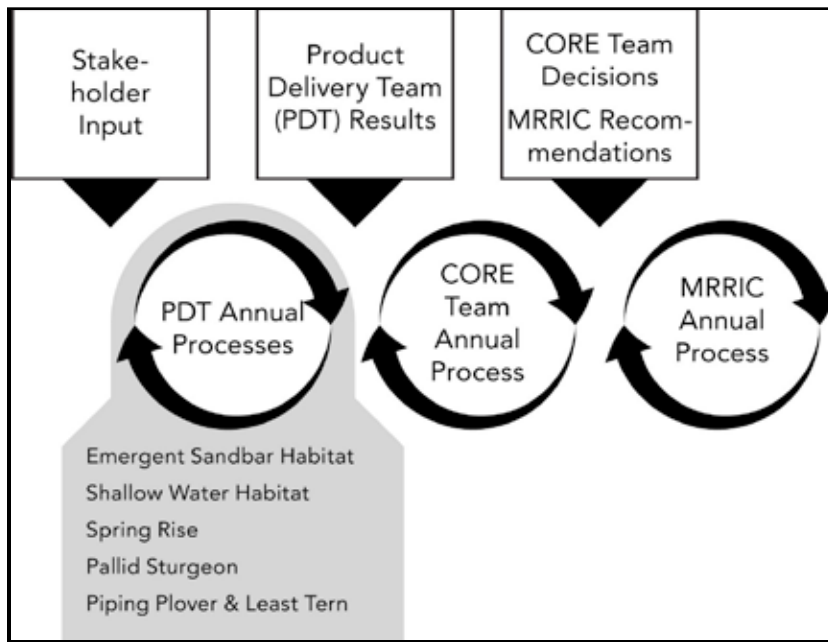 Stake-
holder
Input
Product
Delivery Team
(PDT) Results
CORE Team
Decisions
MRRIC Recom-
mendations
PDT Annual
Processes
CORE
Team
Annual
Process
MRRIC
Annual
Process
Emergent Sandbar Habitat
Shallow Water Habitat
Spring Rise
Pallid Sturgeon
Piping Plover & Least Tern